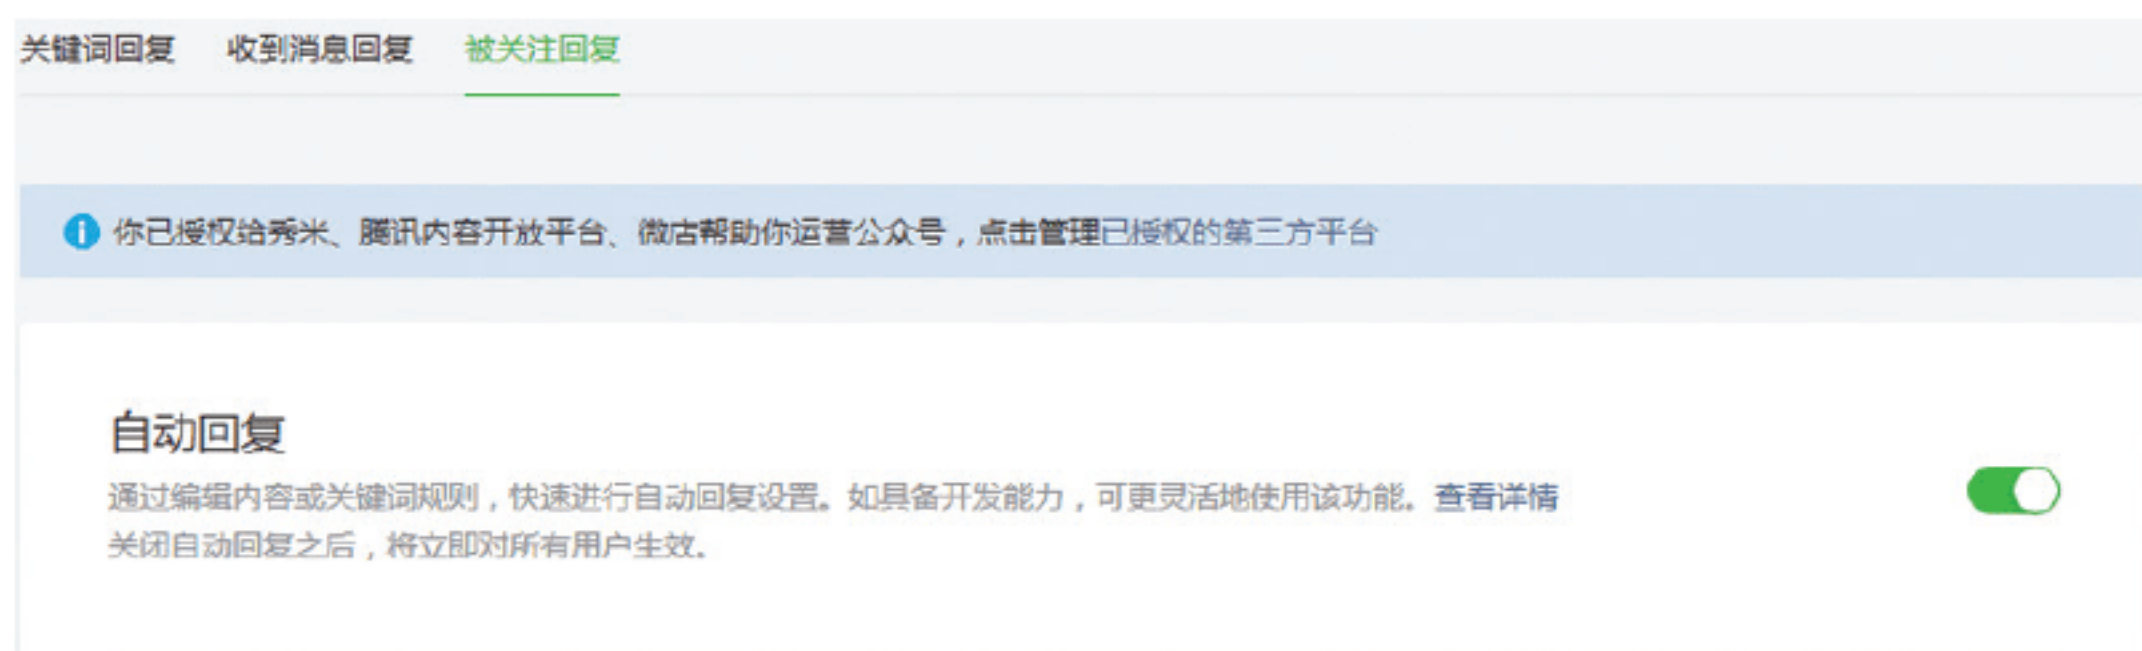 关键词回复 收到消息回复 被关注回复
你已授权给秀米、腾讯内容开放平台、微店帮助你运营公众号，点击管理已授权的第三方平台
自动回复
通过编辑内容或关键词规则，快速进行自动回复设置。如具备开发能力，可更灵活地使用该功能。查看详情
关闭自动回复之后，将立即对所有用户生效。